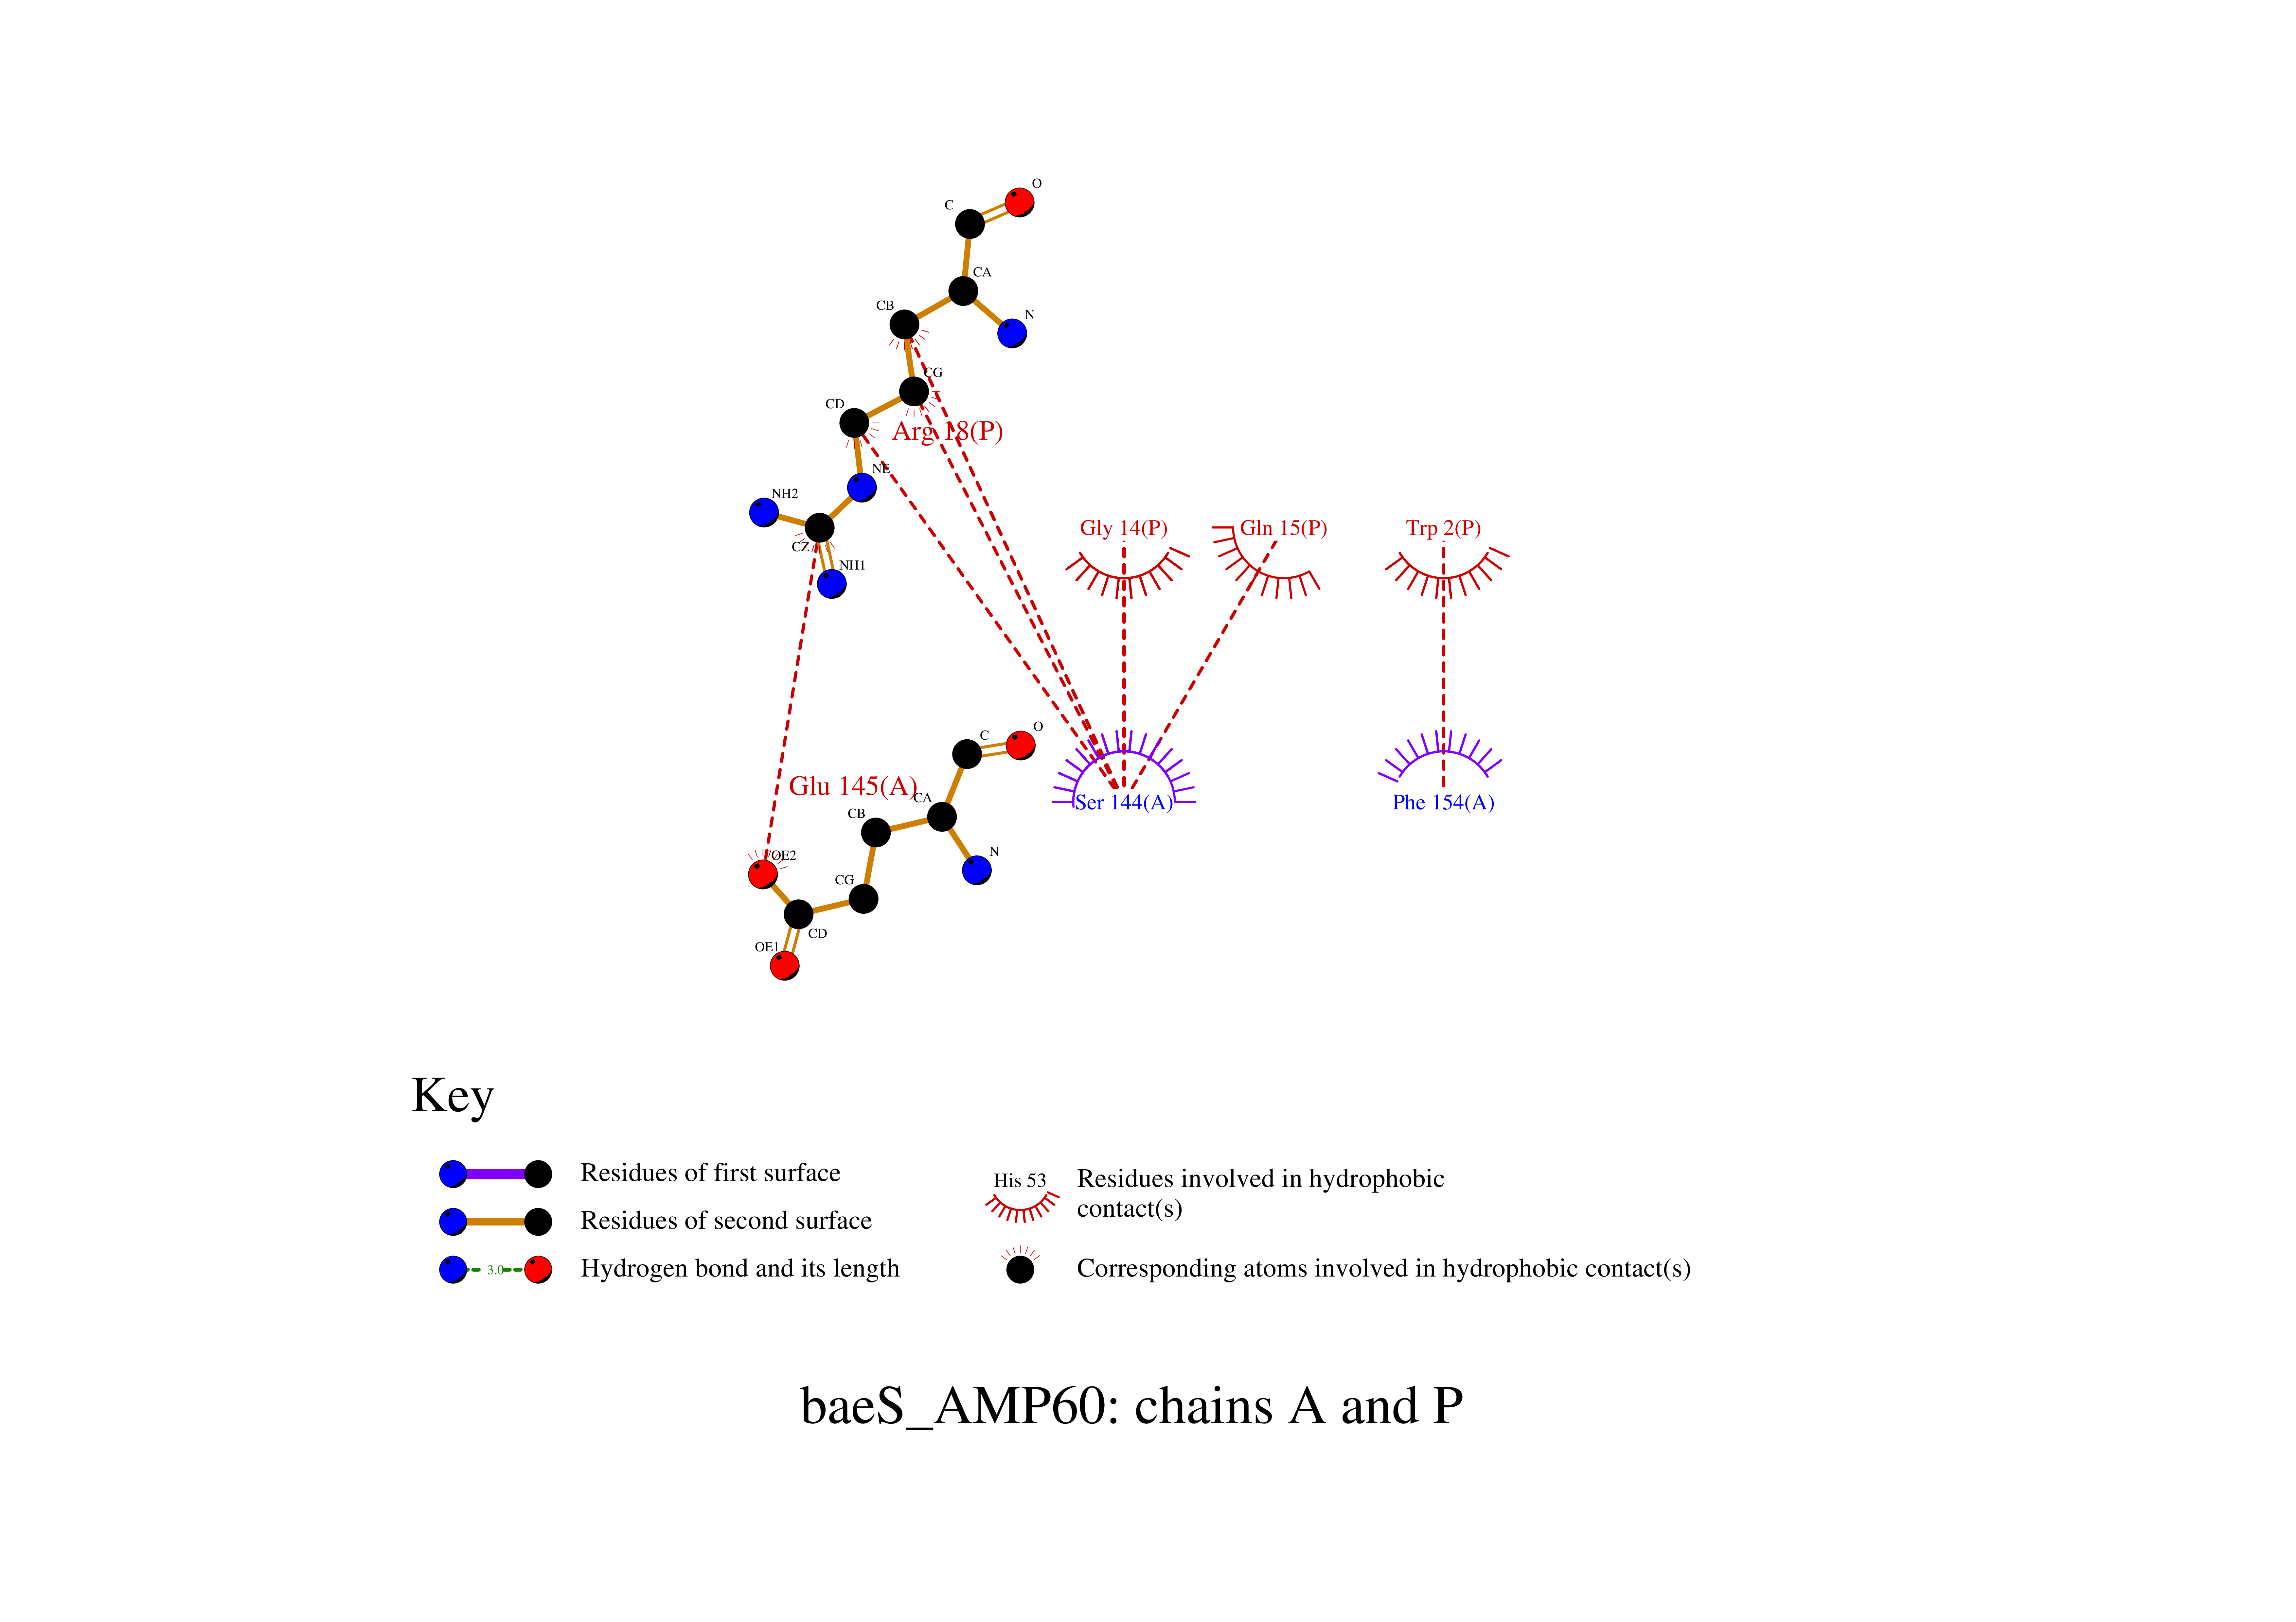 O
C
CA
CB
N
CG
CD
Arg 18(P)
NE
NH2
CZ
NH1
Gly 14(P)
Gln 15(P)
Trp 2(P)
O
C
Glu 145(A)
CA
CB
Ser 144(A)
Phe 154(A)
N
OE2
CG
CD
OE1
Key
Residues of first surface
Residues of second surface
3.0
Hydrogen bond and its length
His 53
Residues involved in hydrophobic
contact(s)
Corresponding atoms involved in hydrophobic contact(s)
baeS_AMP60: chains A and P